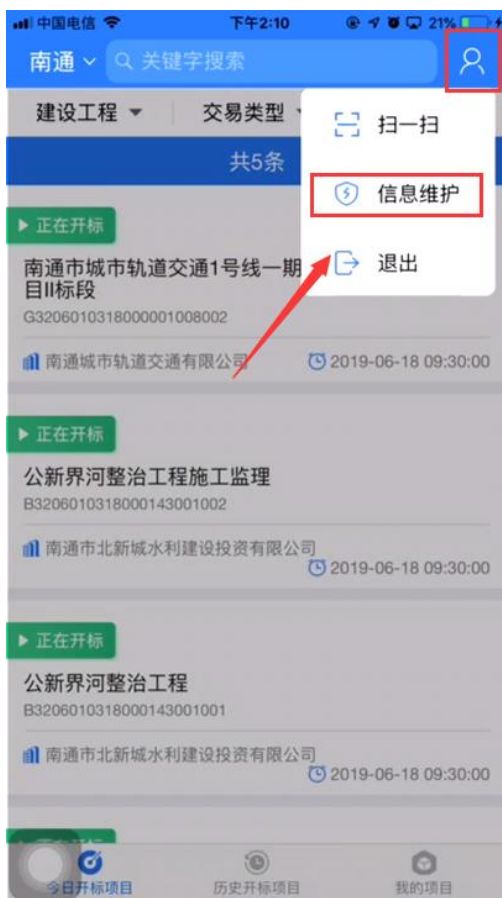 中国电信 下午2:10 21%
南通 关键字搜索
建设工程 交易类型
扫一扫
共5条
信息维护
正在开标
退出
南通市城市轨道交通1号线一期
目II标段
G3206010318000001008002
南通城市轨道交通有限公司 2019-06-18 09:30:00
正在开标
公新界河整治工程施工监理
B3206010318000143001002
南通市北新城水利建设投资有限公司
2019-06-18 09:30:00
正在开标
公新界河整治工程
B3206010318000143001001
南通市北新城水利建设投资有限公司
2019-06-18 09:30:00
今日开标项目 历史开标项目 我的项目